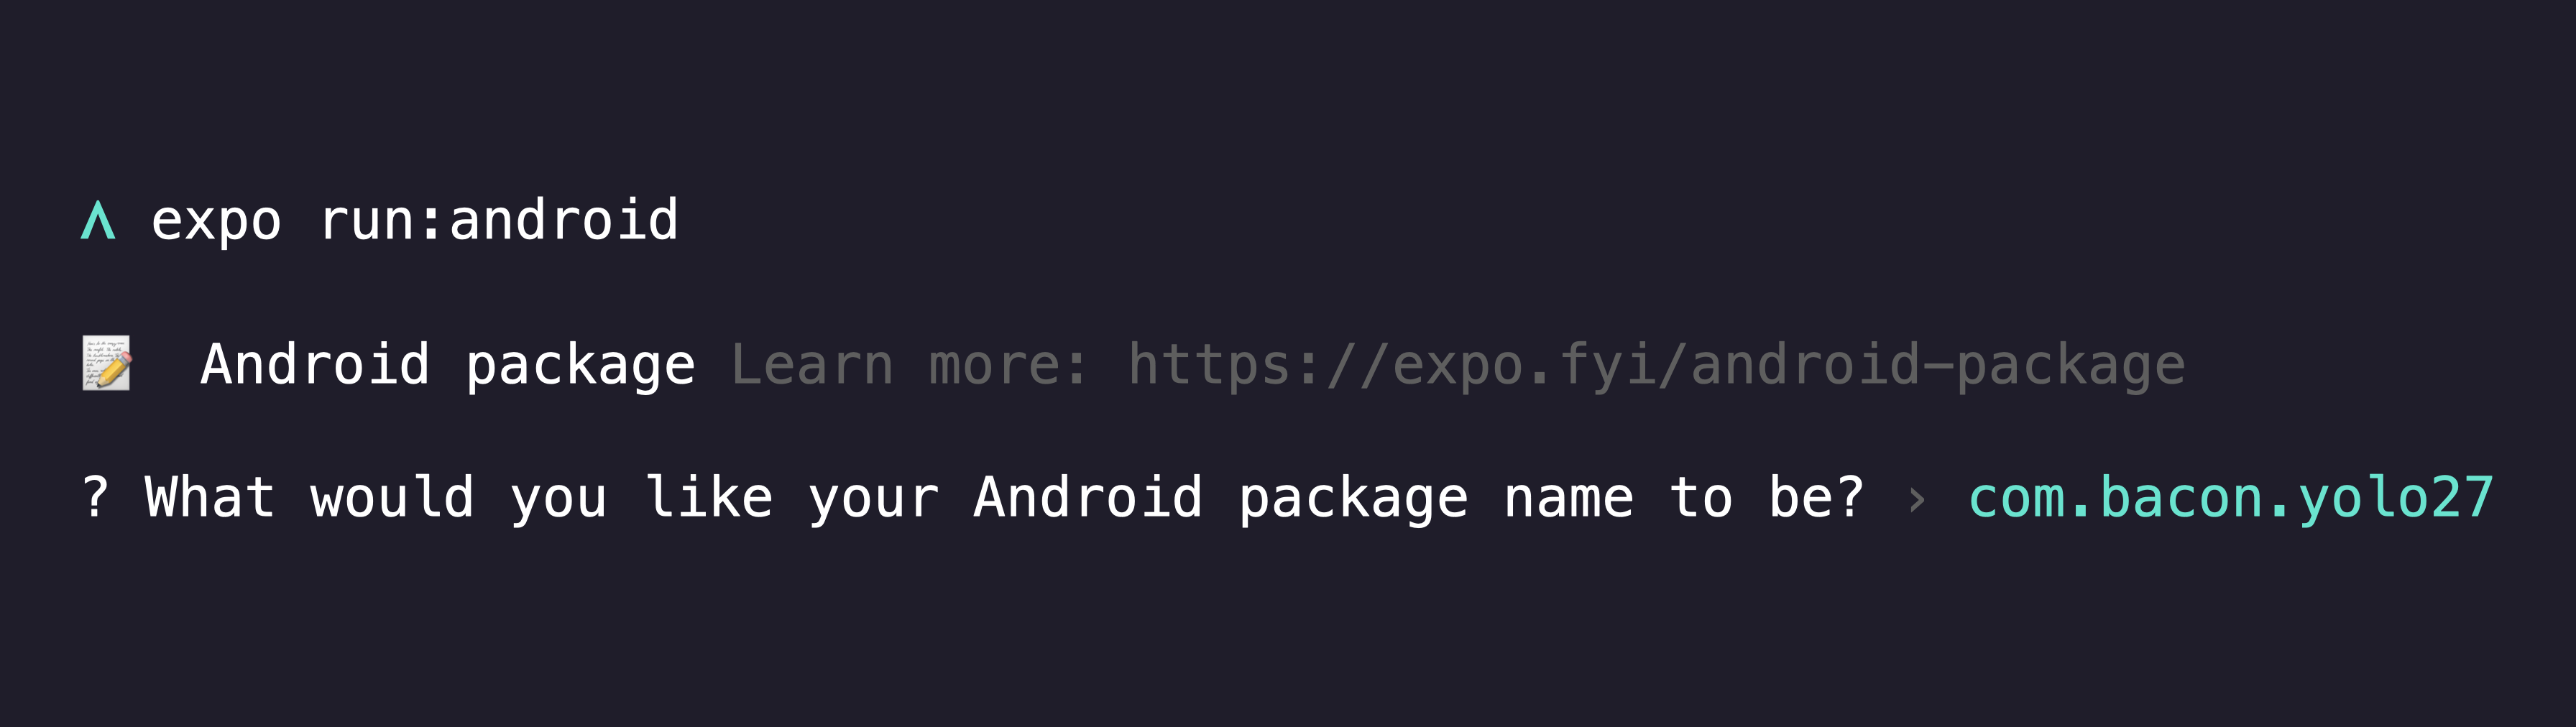 Λ expo run:android
📝 Android package Learn more: https://expo.fyi/android-package
? What would you like your Android package name to be? › com.bacon.yolo27